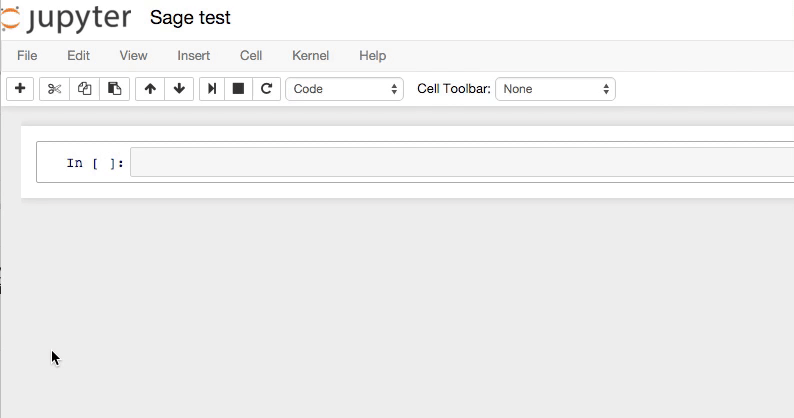 jupyter Sage test
File Edit View Insert Cell Kernel Help
Code Cell Toolbar: None
In [ ]: